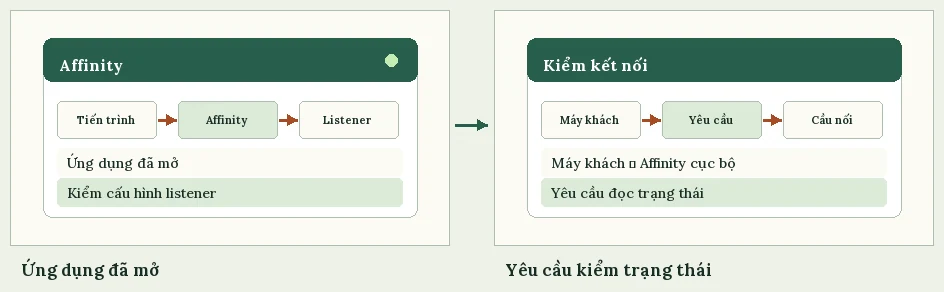 Affinity
Tiến trình
Affinity
Listener
Ứng dụng đã mở
Kiểm cấu hình listener
Ứng dụng đã mở
Kiểm kết nối
Máy khách
Yêu cầu
Cầu nối
Máy khách ▯ Affinity cục bộ
Yêu cầu đọc trạng thái
Yêu cầu kiểm trạng thái